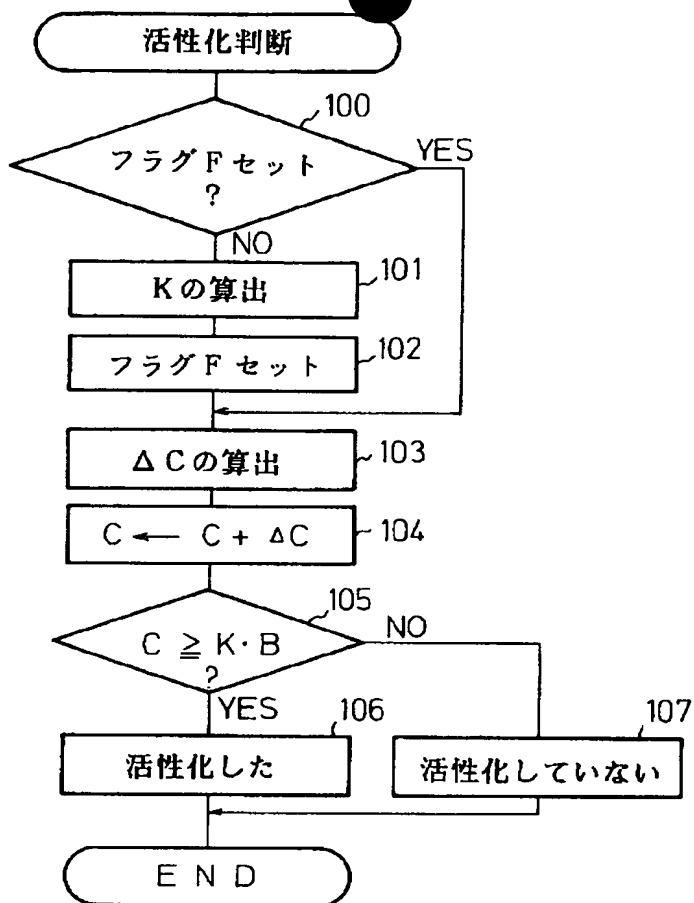 活性化判断
100
フラグF セット
?
YES
NO
Kの算出
101
フラグF セット
102
ΔCの算出
103
C ← C + ΔC
104
105
C ≧ K・B
?
NO
YES
106
107
活性化した
活性化していない
END